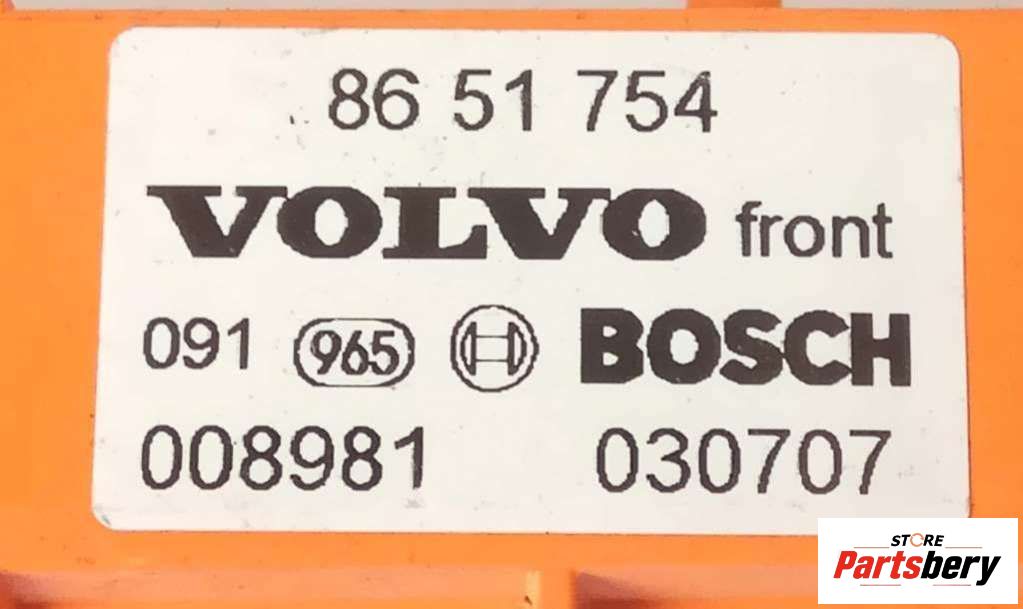 86 51 754
VOLVO front
091 965 BOSCH
008981 030707
STORE
Partsbery